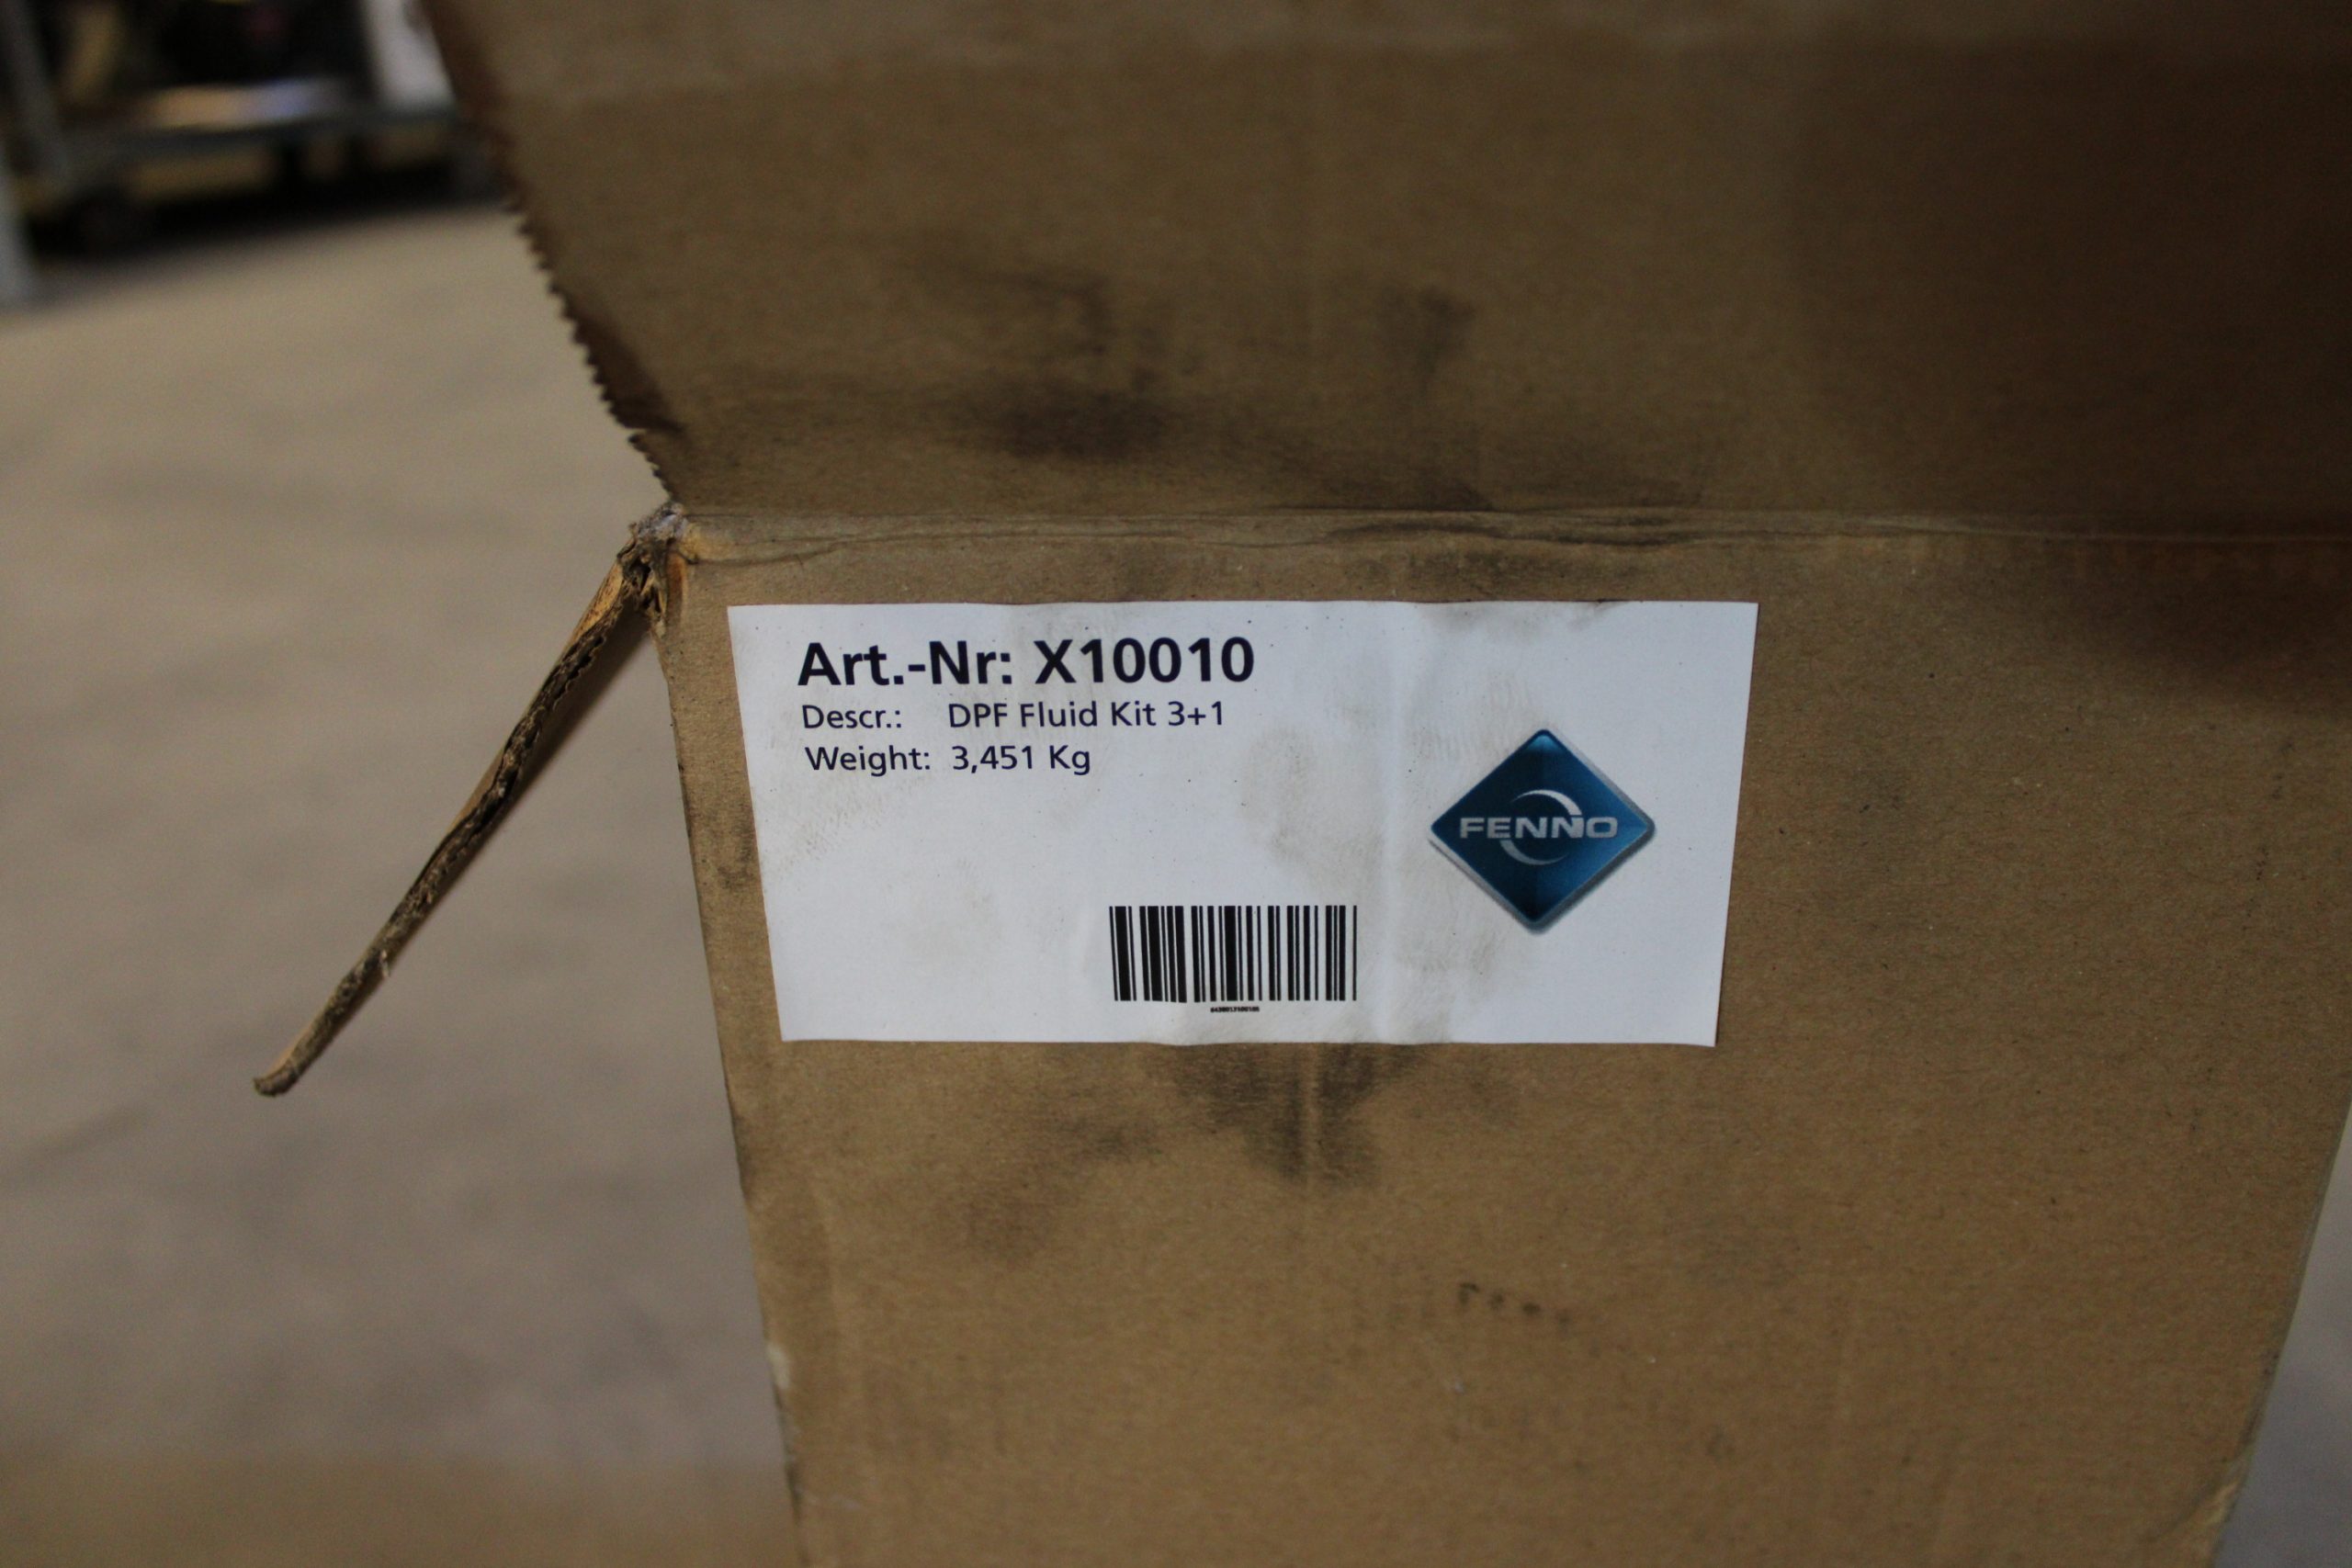 Art.-Nr: X10010
Descr.: DPF Fluid Kit 3+1
Weight: 3,451 Kg
FENNO